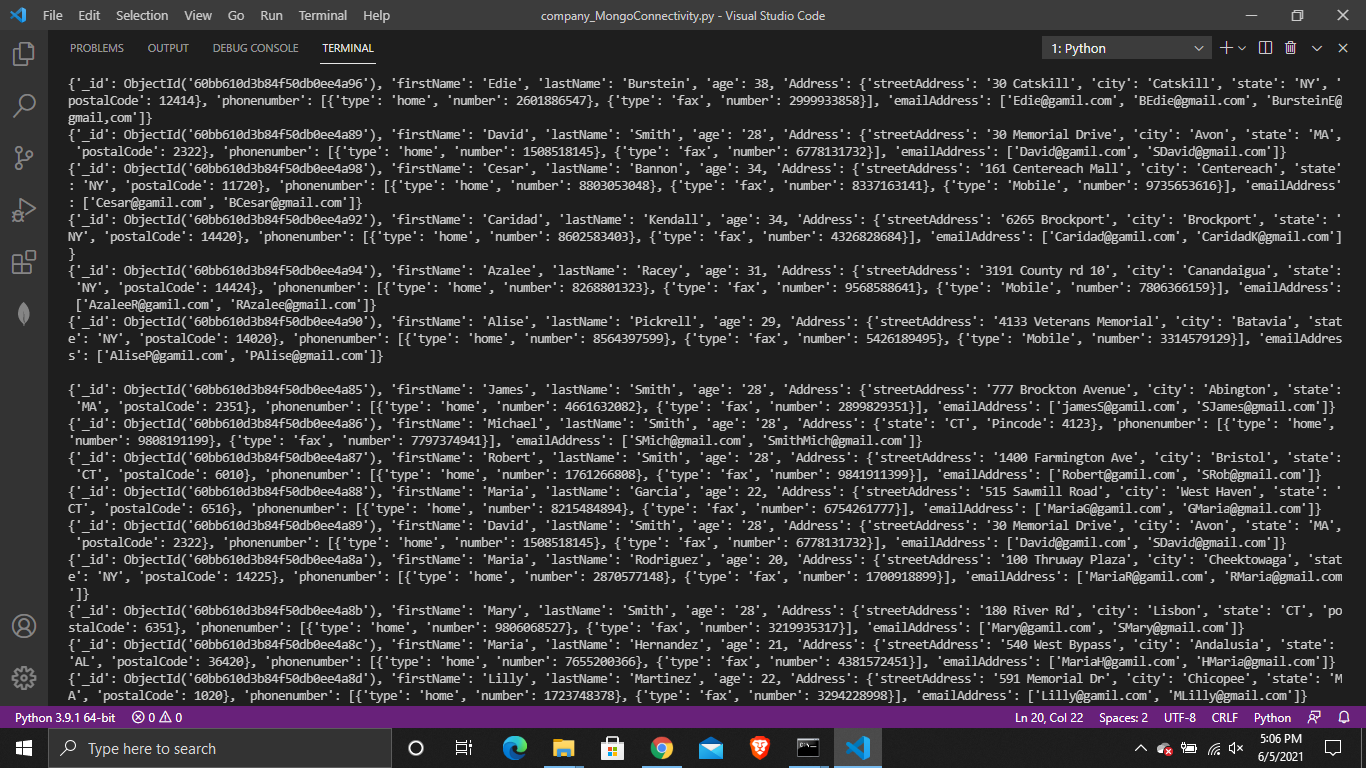 File Edit Selection View Go Run Terminal Help company_MongoConnectivity.py - Visual Studio Code
PROBLEMS OUTPUT DEBUG CONSOLE TERMINAL 1: Python
{'_id': ObjectId('60bb610d3b84f50db0ee4a96'), 'firstName': 'Edie', 'lastName': 'Burstein', 'age': 38, 'Address': {'streetAddress': '30 Catskill', 'city': 'Catskill', 'state': 'NY', '
postalCode': 12414}, 'phonenumber': [{'type': 'home', 'number': 2601886547}, {'type': 'fax', 'number': 2999933858}], 'emailAddress': ['Edie@gamil.com', 'BEdie@gmail.com', 'BursteinE@
gmail,com']}
{'_id': ObjectId('60bb610d3b84f50db0ee4a89'), 'firstName': 'David', 'lastName': 'Smith', 'age': '28', 'Address': {'streetAddress': '30 Memorial Drive', 'city': 'Avon', 'state': 'MA',
'postalCode': 2322}, 'phonenumber': [{'type': 'home', 'number': 1508518145}, {'type': 'fax', 'number': 6778131732}], 'emailAddress': ['David@gamil.com', 'SDavid@gmail.com']}
{'_id': ObjectId('60bb610d3b84f50db0ee4a98'), 'firstName': 'Cesar', 'lastName': 'Bannon', 'age': 34, 'Address': {'streetAddress': '161 Centereach Mall', 'city': 'Centereach', 'state'
: 'NY', 'postalCode': 11720}, 'phonenumber': [{'type': 'home', 'number': 8803053048}, {'type': 'fax', 'number': 8337163141}, {'type': 'Mobile', 'number': 9735653616}], 'emailAddress'
: ['Cesar@gamil.com', 'BCesar@gmail.com']}
{'_id': ObjectId('60bb610d3b84f50db0ee4a92'), 'firstName': 'Caridad', 'lastName': 'Kendall', 'age': 34, 'Address': {'streetAddress': '6265 Brockport', 'city': 'Brockport', 'state': '
NY', 'postalCode': 14420}, 'phonenumber': [{'type': 'home', 'number': 8602583403}, {'type': 'fax', 'number': 4326828684}], 'emailAddress': ['Caridad@gamil.com', 'CaridadK@gmail.com']
}
{'_id': ObjectId('60bb610d3b84f50db0ee4a94'), 'firstName': 'Azalee', 'lastName': 'Racey', 'age': 31, 'Address': {'streetAddress': '3191 County rd 10', 'city': 'Canandaigua', 'state':
'NY', 'postalCode': 14424}, 'phonenumber': [{'type': 'home', 'number': 8268801323}, {'type': 'fax', 'number': 9568588641}, {'type': 'Mobile', 'number': 7806366159}], 'emailAddress':
['AzaleeR@gamil.com', 'RAzalee@gmail.com']}
{'_id': ObjectId('60bb610d3b84f50db0ee4a90'), 'firstName': 'Alise', 'lastName': 'Pickrell', 'age': 29, 'Address': {'streetAddress': '4133 Veterans Memorial', 'city': 'Batavia', 'stat
e': 'NY', 'postalCode': 14020}, 'phonenumber': [{'type': 'home', 'number': 8564397599}, {'type': 'fax', 'number': 5426189495}, {'type': 'Mobile', 'number': 3314579129}], 'emailAddres
s': ['AliseP@gamil.com', 'PAlise@gmail.com']}
{'_id': ObjectId('60bb610d3b84f50db0ee4a85'), 'firstName': 'James', 'lastName': 'Smith', 'age': '28', 'Address': {'streetAddress': '777 Brockton Avenue', 'city': 'Abington', 'state':
'MA', 'postalCode': 2351}, 'phonenumber': [{'type': 'home', 'number': 4661632082}, {'type': 'fax', 'number': 2899829351}], 'emailAddress': ['jamesS@gamil.com', 'SJames@gmail.com']}
{'_id': ObjectId('60bb610d3b84f50db0ee4a86'), 'firstName': 'Michael', 'lastName': 'Smith', 'age': '28', 'Address': {'state': 'CT', 'Pincode': 4123}, 'phonenumber': [{'type': 'home',
'number': 9808191199}, {'type': 'fax', 'number': 7797374941}], 'emailAddress': ['SMich@gmail.com', 'SmithMich@gmail.com']}
{'_id': ObjectId('60bb610d3b84f50db0ee4a87'), 'firstName': 'Robert', 'lastName': 'Smith', 'age': '28', 'Address': {'streetAddress': '1400 Farmington Ave', 'city': 'Bristol', 'state':
'CT', 'postalCode': 6010}, 'phonenumber': [{'type': 'home', 'number': 1761266808}, {'type': 'fax', 'number': 9841911399}], 'emailAddress': ['Robert@gamil.com', 'SRob@gmail.com']}
{'_id': ObjectId('60bb610d3b84f50db0ee4a88'), 'firstName': 'Maria', 'lastName': 'Garcia', 'age': 22, 'Address': {'streetAddress': '515 Sawmill Road', 'city': 'West Haven', 'state': '
CT', 'postalCode': 6516}, 'phonenumber': [{'type': 'home', 'number': 8215484894}, {'type': 'fax', 'number': 6754261777}], 'emailAddress': ['MariaG@gamil.com', 'GMaria@gmail.com']}
{'_id': ObjectId('60bb610d3b84f50db0ee4a89'), 'firstName': 'David', 'lastName': 'Smith', 'age': '28', 'Address': {'streetAddress': '30 Memorial Drive', 'city': 'Avon', 'state': 'MA',
'postalCode': 2322}, 'phonenumber': [{'type': 'home', 'number': 1508518145}, {'type': 'fax', 'number': 6778131732}], 'emailAddress': ['David@gamil.com', 'SDavid@gmail.com']}
{'_id': ObjectId('60bb610d3b84f50db0ee4a8a'), 'firstName': 'Maria', 'lastName': 'Rodriguez', 'age': 20, 'Address': {'streetAddress': '100 Thruway Plaza', 'city': 'Cheektowaga', 'stat
e': 'NY', 'postalCode': 14225}, 'phonenumber': [{'type': 'home', 'number': 2870577148}, {'type': 'fax', 'number': 1700918899}], 'emailAddress': ['MariaR@gamil.com', 'RMaria@gmail.com
']}
{'_id': ObjectId('60bb610d3b84f50db0ee4a8b'), 'firstName': 'Mary', 'lastName': 'Smith', 'age': '28', 'Address': {'streetAddress': '180 River Rd', 'city': 'Lisbon', 'state': 'CT', 'po
stalCode': 6351}, 'phonenumber': [{'type': 'home', 'number': 9806068527}, {'type': 'fax', 'number': 3219935317}], 'emailAddress': ['Mary@gamil.com', 'SMary@gmail.com']}
{'_id': ObjectId('60bb610d3b84f50db0ee4a8c'), 'firstName': 'Maria', 'lastName': 'Hernandez', 'age': 21, 'Address': {'streetAddress': '540 West Bypass', 'city': 'Andalusia', 'state':
'AL', 'postalCode': 36420}, 'phonenumber': [{'type': 'home', 'number': 7655200366}, {'type': 'fax', 'number': 4381572451}], 'emailAddress': ['MariaH@gamil.com', 'HMaria@gmail.com']}
{'_id': ObjectId('60bb610d3b84f50db0ee4a8d'), 'firstName': 'Lilly', 'lastName': 'Martinez', 'age': 22, 'Address': {'streetAddress': '591 Memorial Dr', 'city': 'Chicopee', 'state': 'M
A', 'postalCode': 1020}, 'phonenumber': [{'type': 'home', 'number': 1723748378}, {'type': 'fax', 'number': 3294228998}], 'emailAddress': ['Lilly@gamil.com', 'MLilly@gmail.com']}
Python 3.9.1 64-bit 0 0 Ln 20, Col 22 Spaces: 2 UTF-8 CRLF Python
Type here to search 5:06 PM
6/5/2021